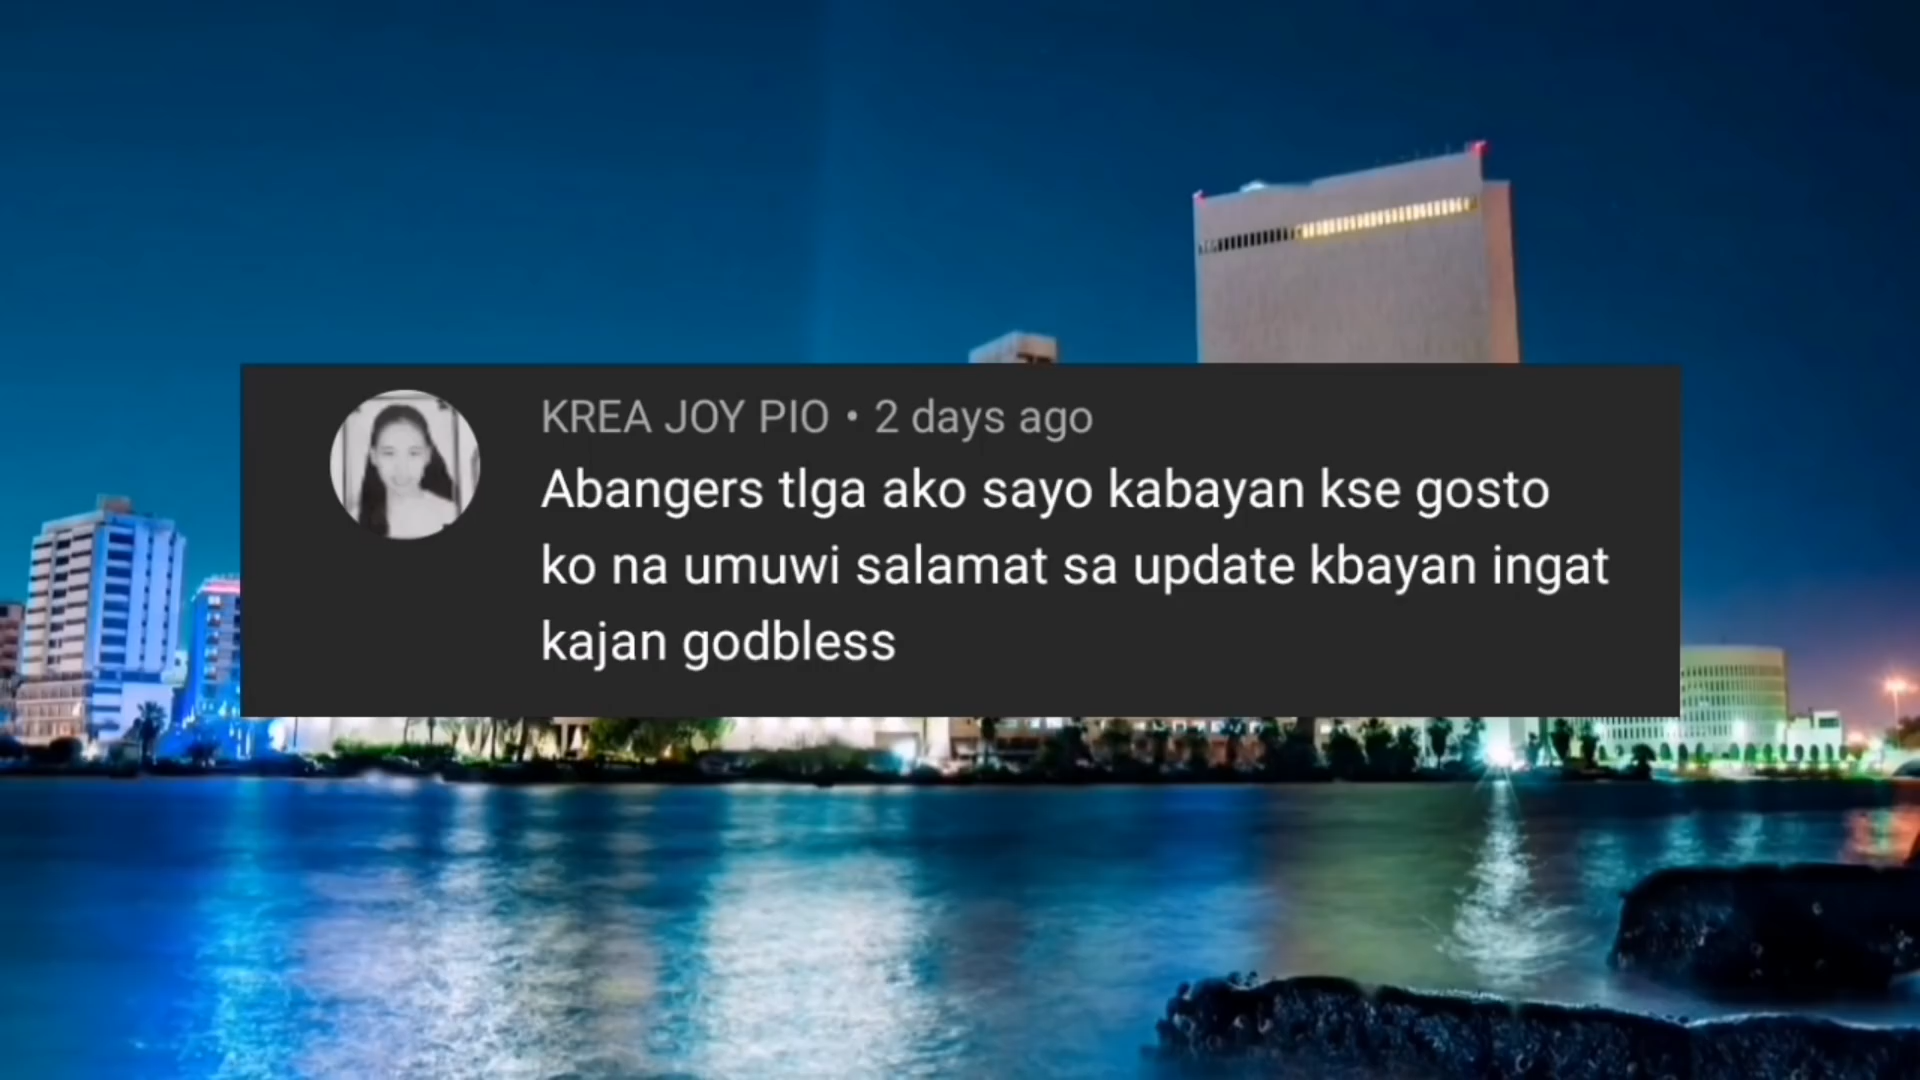 KREA JOY PIO • 2 days ago
Abangers tlga ako sayo kabayan kse gosto
ko na umuwi salamat sa update kbayan ingat
kajan godbless